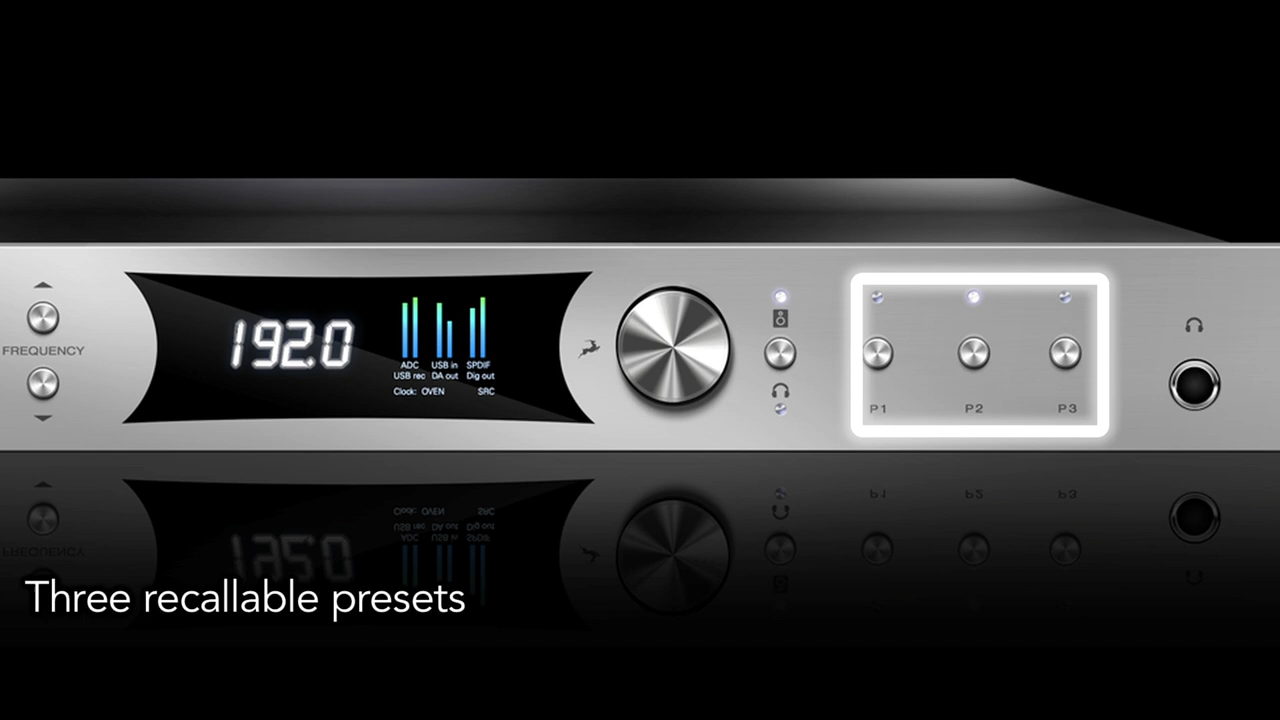 FREQUENCY
192.0
ADC USB in SPDIF
USB rec DA out Dig out
Clock: OVEN SRC
P1 P2 P3
Three recallable presets